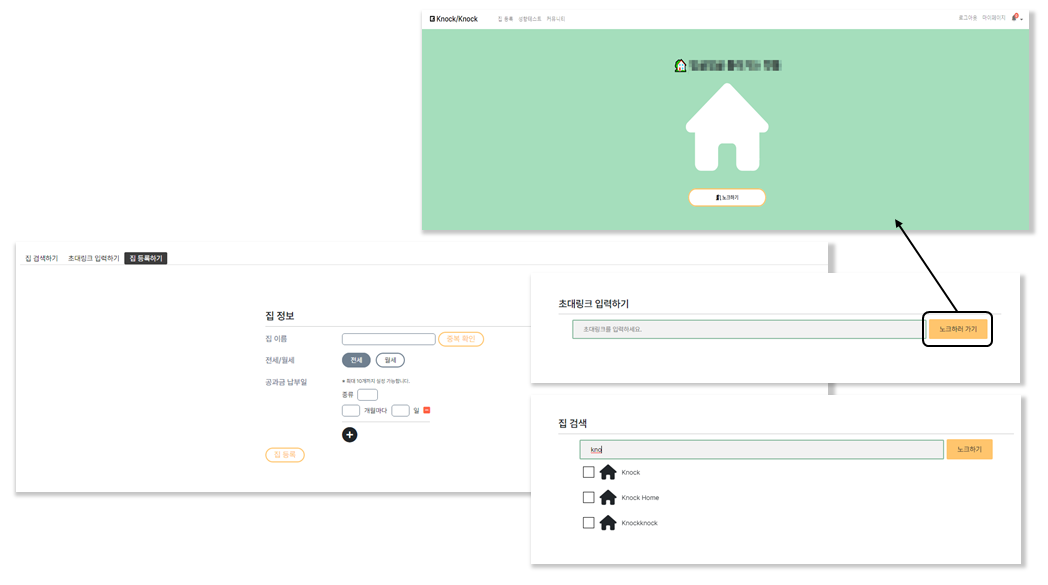 Knock/Knock 집 등록 성향테스트 커뮤니티 로그아웃 마이페이지
노크하기
집 검색하기 초대링크 입력하기 집 등록하기
집 정보
집 이름 중복 확인
전세/월세 전세 월세
공과금 납부일 * 최대 10개까지 설정 가능합니다.
종류
개월마다 일
집 등록
초대링크 입력하기
초대링크를 입력하세요. 노크하러 가기
집 검색
kno 노크하기
Knock
Knock Home
Knockknock